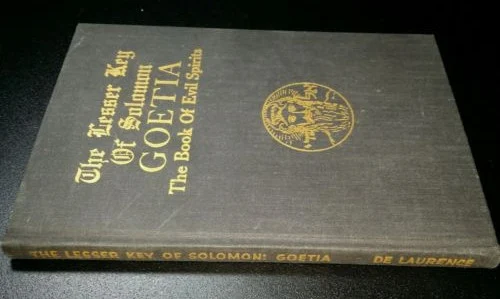 The Lesser Key
Of Solomon
GOETIA
The Book Of Evil Spirits
THE LESSER KEY OF SOLOMON: GOETIA DE LAURENCE